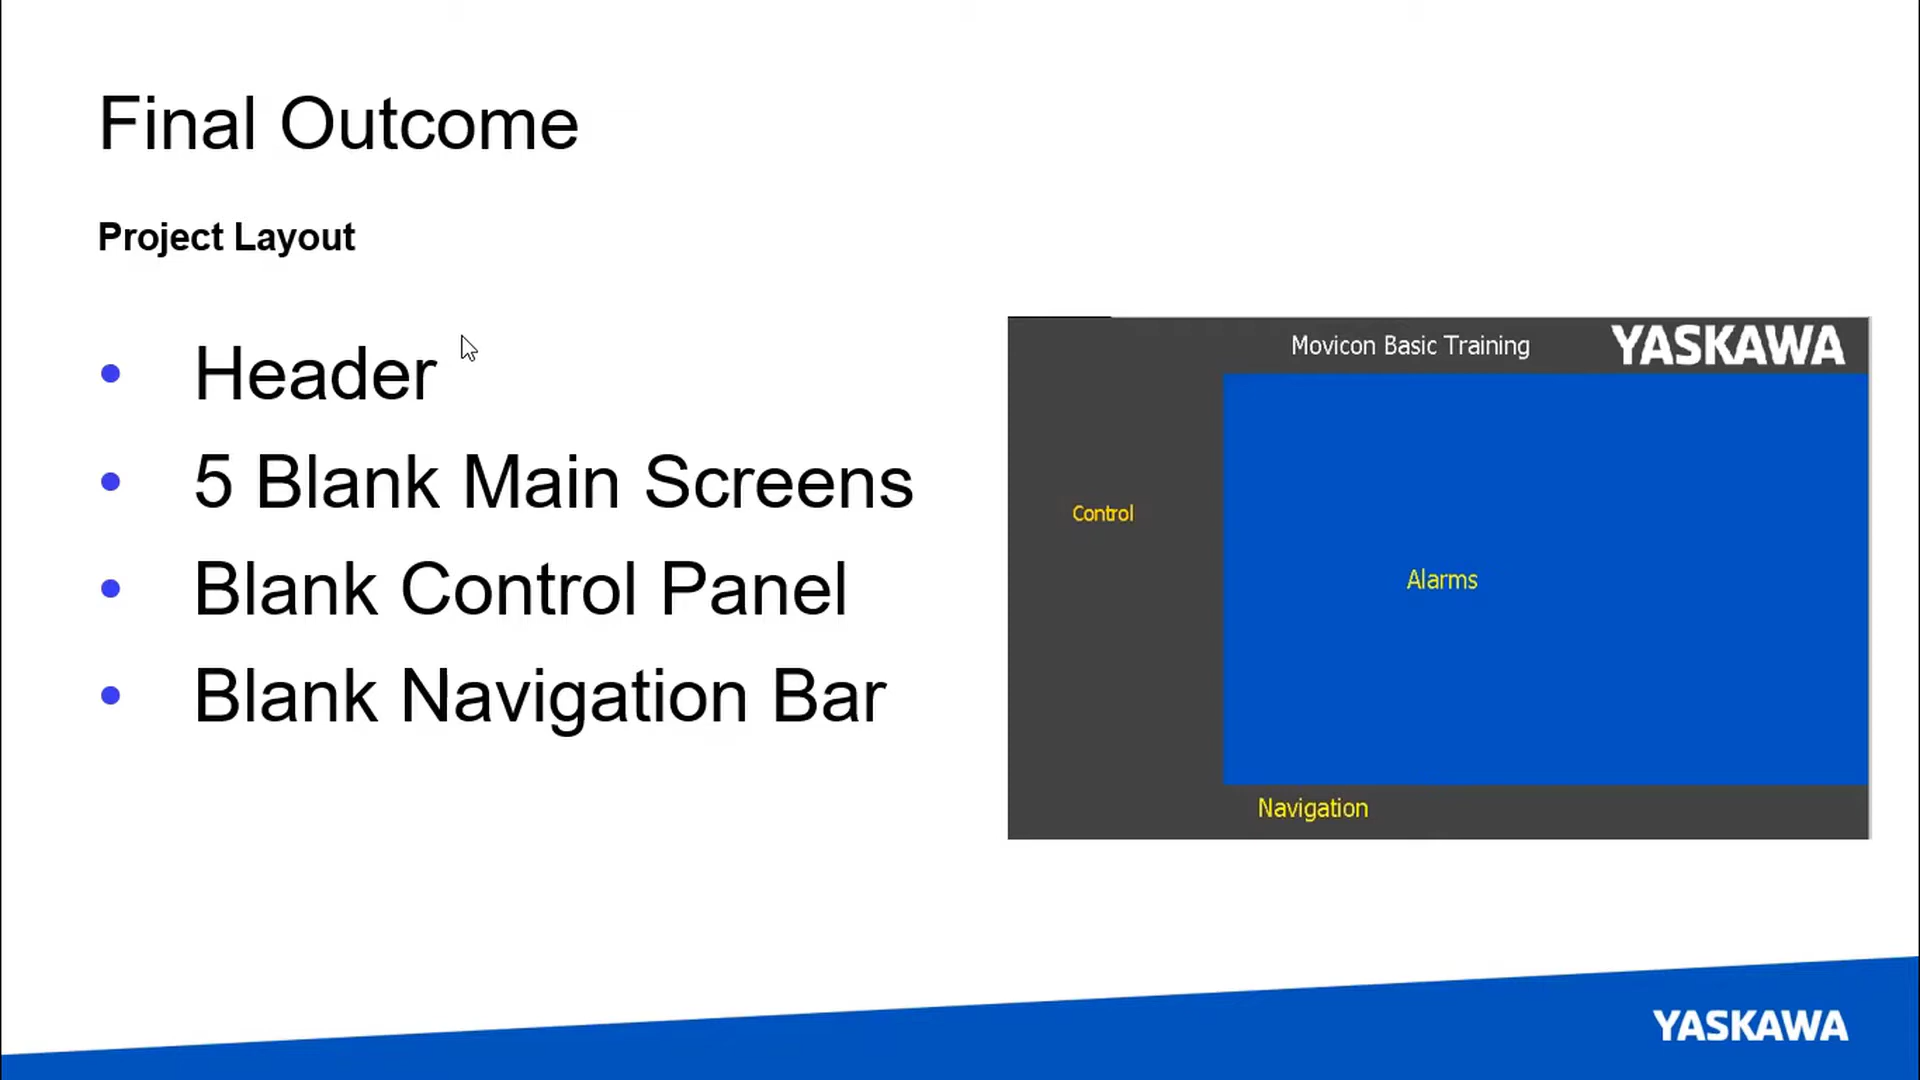 Final Outcome
Project Layout
• Header
• 5 Blank Main Screens
• Blank Control Panel
• Blank Navigation Bar
Movicon Basic Training
YASKAWA
Control
Alarms
Navigation
YASKAWA